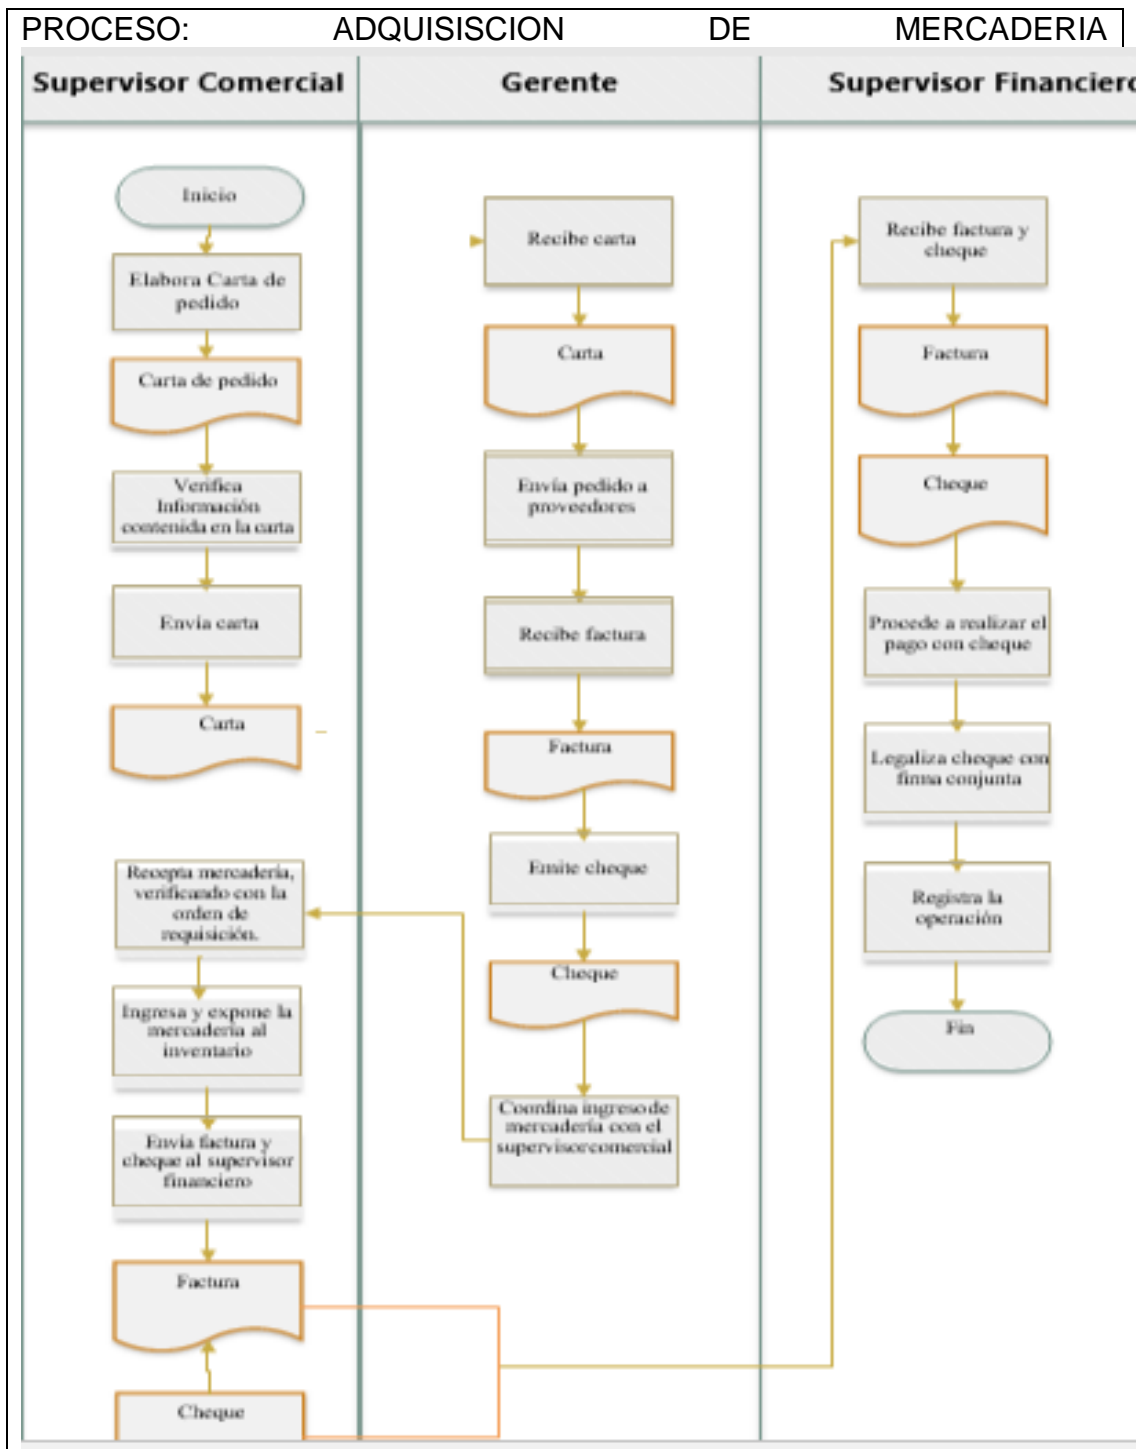 PROCESO: ADQUISISCION DE MERCADERIA
Supervisor Comercial
Gerente
Supervisor Financiero
Inicio
Elabora Carta de
pedido
Carta de pedido
Verifica
Información
contenida en la carta
Envía carta
Carta
Recepta mercadería,
verificando con la
orden de
requisición.
Ingresa y expone la
mercadería al
inventario
Envía factura y
cheque al supervisor
financiero
Factura
Cheque
Recibe carta
Carta
Envía pedido a
proveedores
Recibe factura
Factura
Emite cheque
Cheque
Coordina ingreso de
mercadería con el
supervisorcomercial
Recibe factura y
cheque
Factura
Cheque
Procede a realizar el
pago con cheque
Legaliza cheque con
firma conjunta
Registra la
operación
Fin